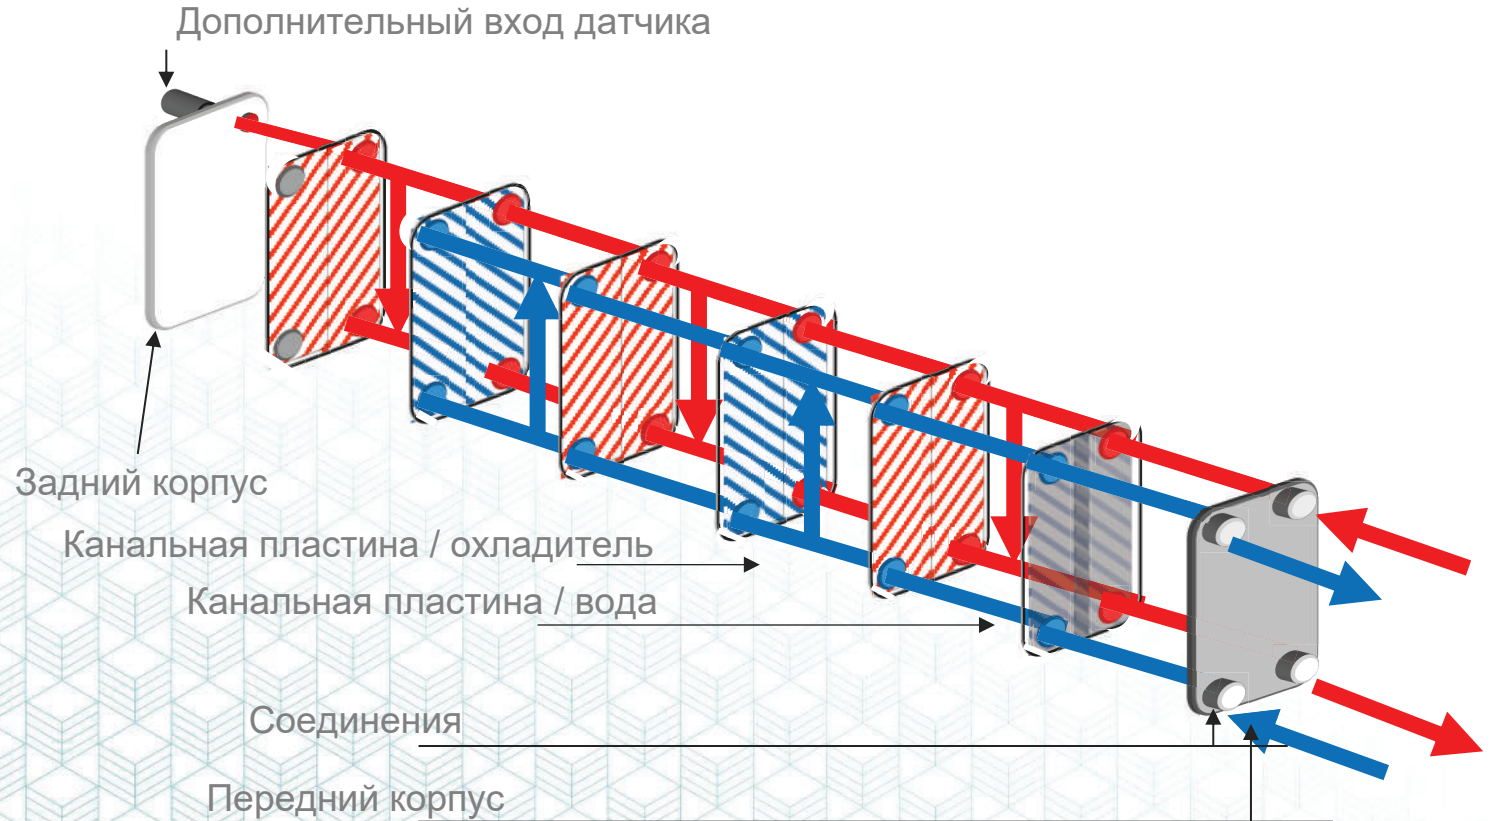 Дополнительный вход датчика
Задний корпус
Канальная пластина / охладитель
Канальная пластина / вода
Соединения
Передний корпус